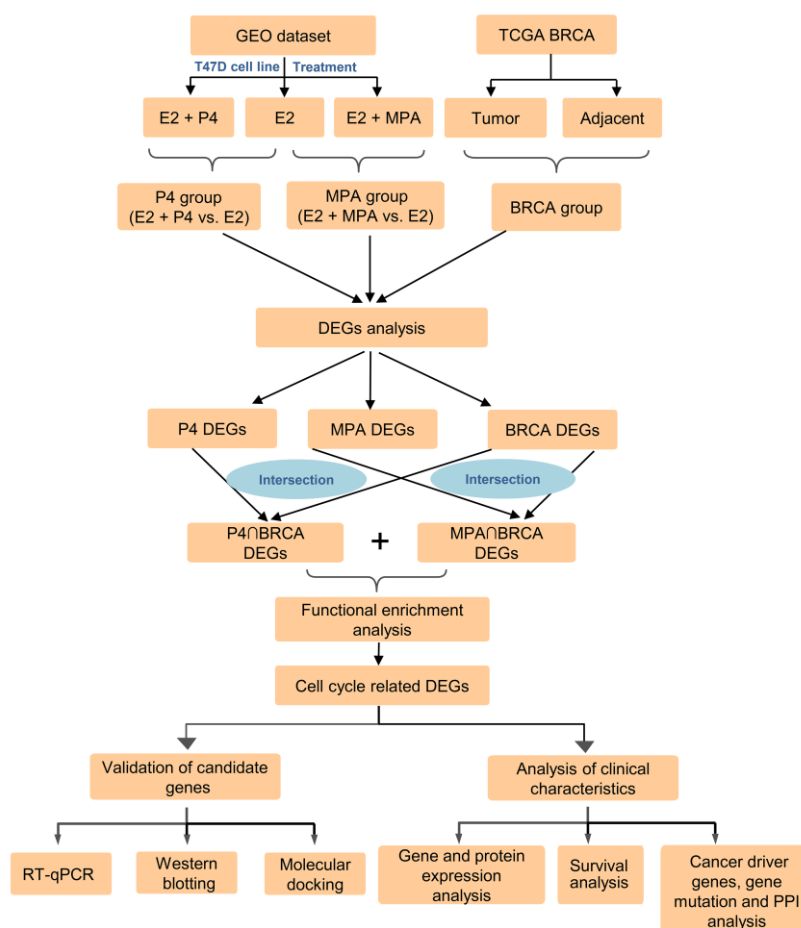 GEO dataset
TCGA BRCA
T47D cell line
Treatment
E2 + P4
E2
E2 + MPA
Tumor
Adjacent
P4 group
(E2 + P4 vs. E2)
MPA group
(E2 + MPA vs. E2)
BRCA group
DEGs analysis
P4 DEGs
MPA DEGs
BRCA DEGs
Intersection
Intersection
P4∩BRCA
DEGs
+
MPA∩BRCA
DEGs
Functional enrichment
analysis
Cell cycle related DEGs
Validation of candidate
genes
Analysis of clinical
characteristics
RT-qPCR
Western
blotting
Molecular
docking
Gene and protein
expression
analysis
Survival
analysis
Cancer driver
genes, gene
mutation and PPI
analysis